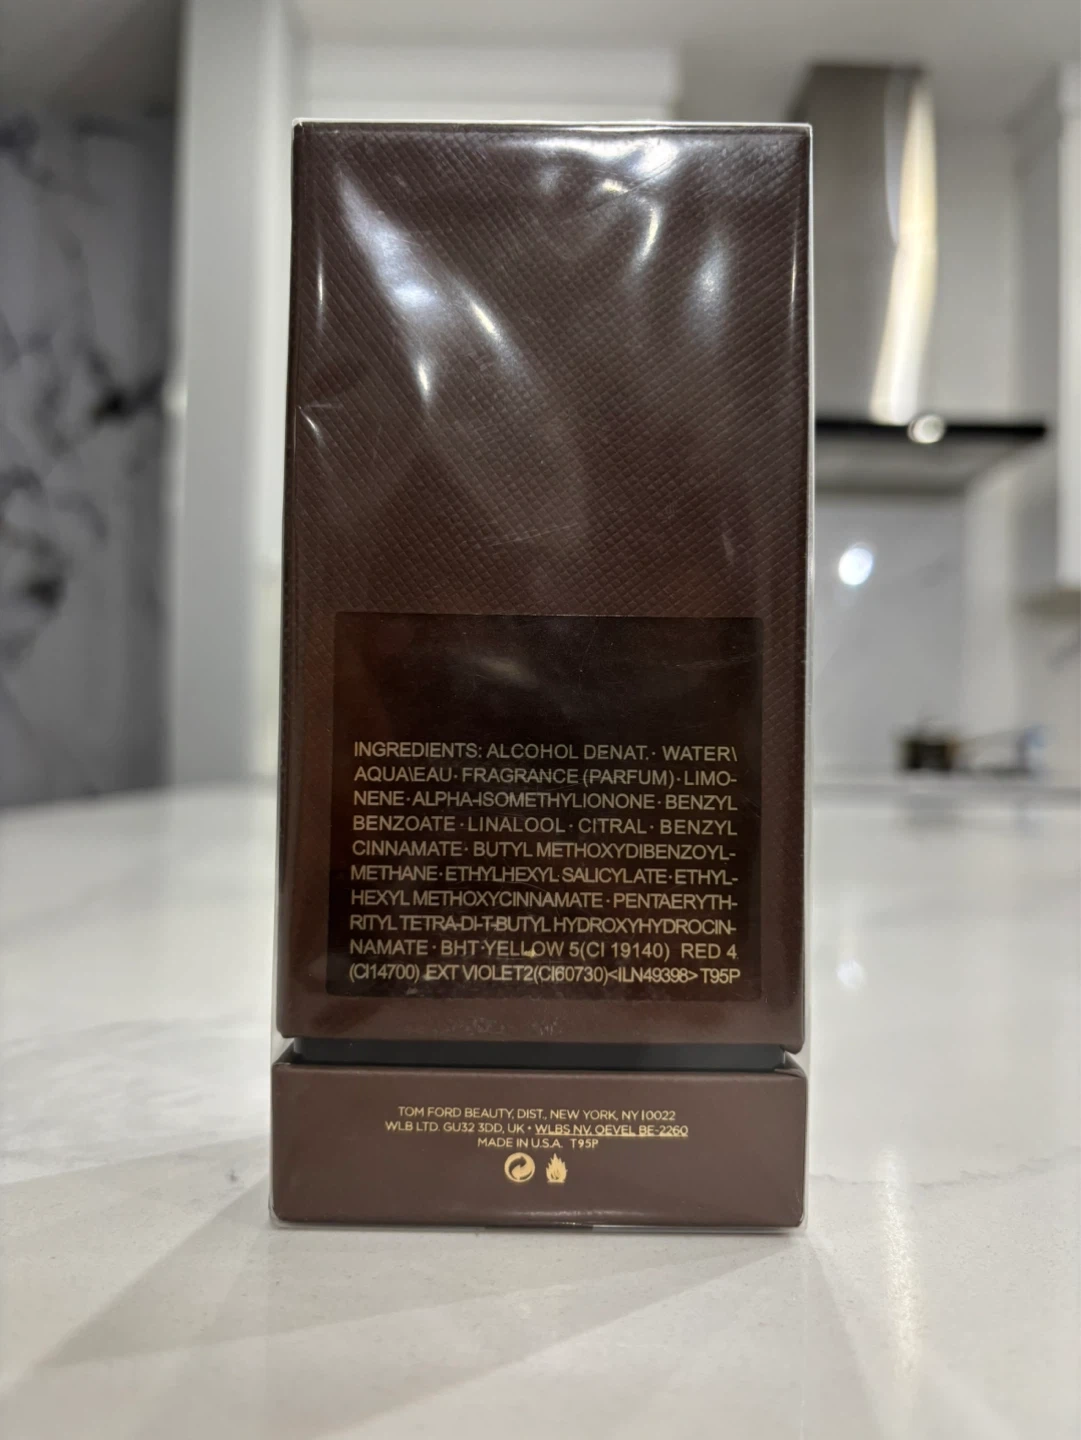 INGREDIENTS: ALCOHOL DENAT.· WATER\
AQUA\EAU· FRAGRANCE (PARFUM)· LIMO-
NENE·ALPHA-ISOMETHYLIONONE·BENZYL
BENZOATE·LINALOOL·CITRAL·BENZYL
CINNAMATE· BUTYL METHOXYDIBENZOYL-
METHANE·ETHYLHEXYL SALICYLATE·ETHYL-
HEXYL METHOXYCINNAMATE·PENTAERYTH-
RITYL TETRA-DI-T-BUTYL HYDROXYHYDROCIN-
NAMATE·BHT·YELLOW 5(CI 19140) RED 4
(CI14700) EXT VIOLET2(CI60730)<ILN49398> T95P
TOM FORD BEAUTY, DIST., NEW YORK, NY 10022
WLB LTD. GU32 3DD, UK • WLBS NV, OEVEL BE-2260
MADE IN U.S.A. T95P